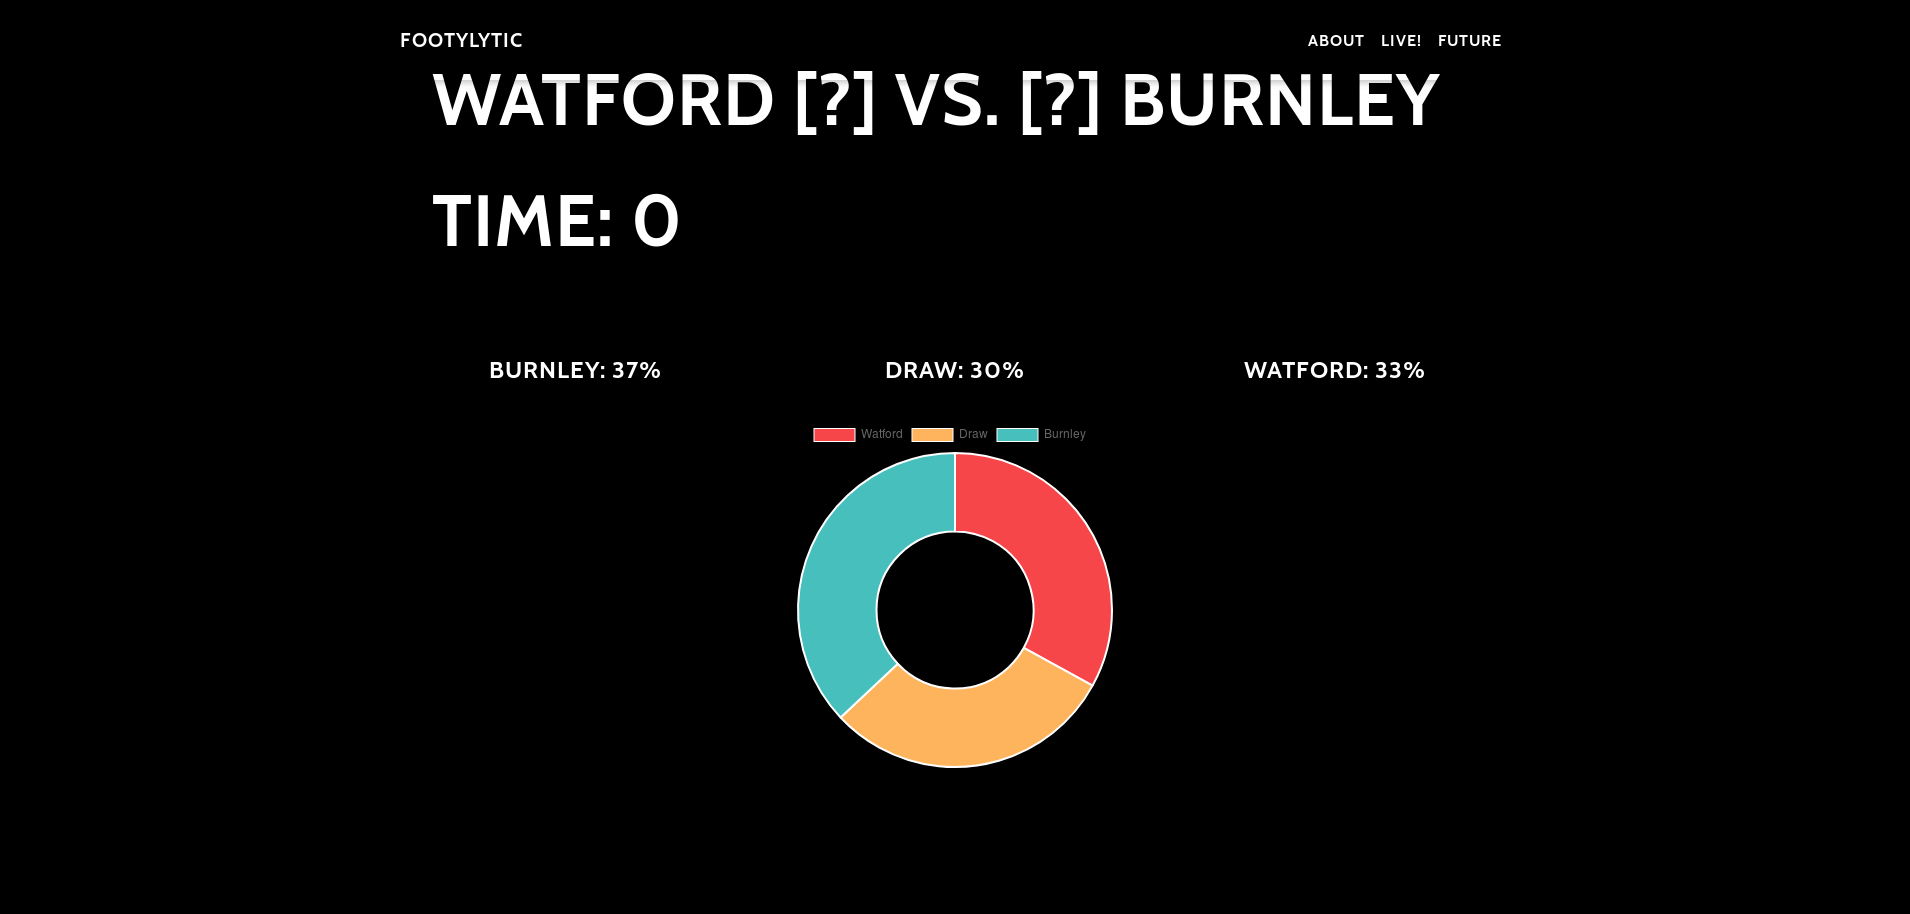 FOOTYLYTIC ABOUT LIVE! FUTURE
WATFORD [?] VS. [?] BURNLEY
TIME: 0
BURNLEY: 37% DRAW: 30% WATFORD: 33%
Watford Draw Burnley